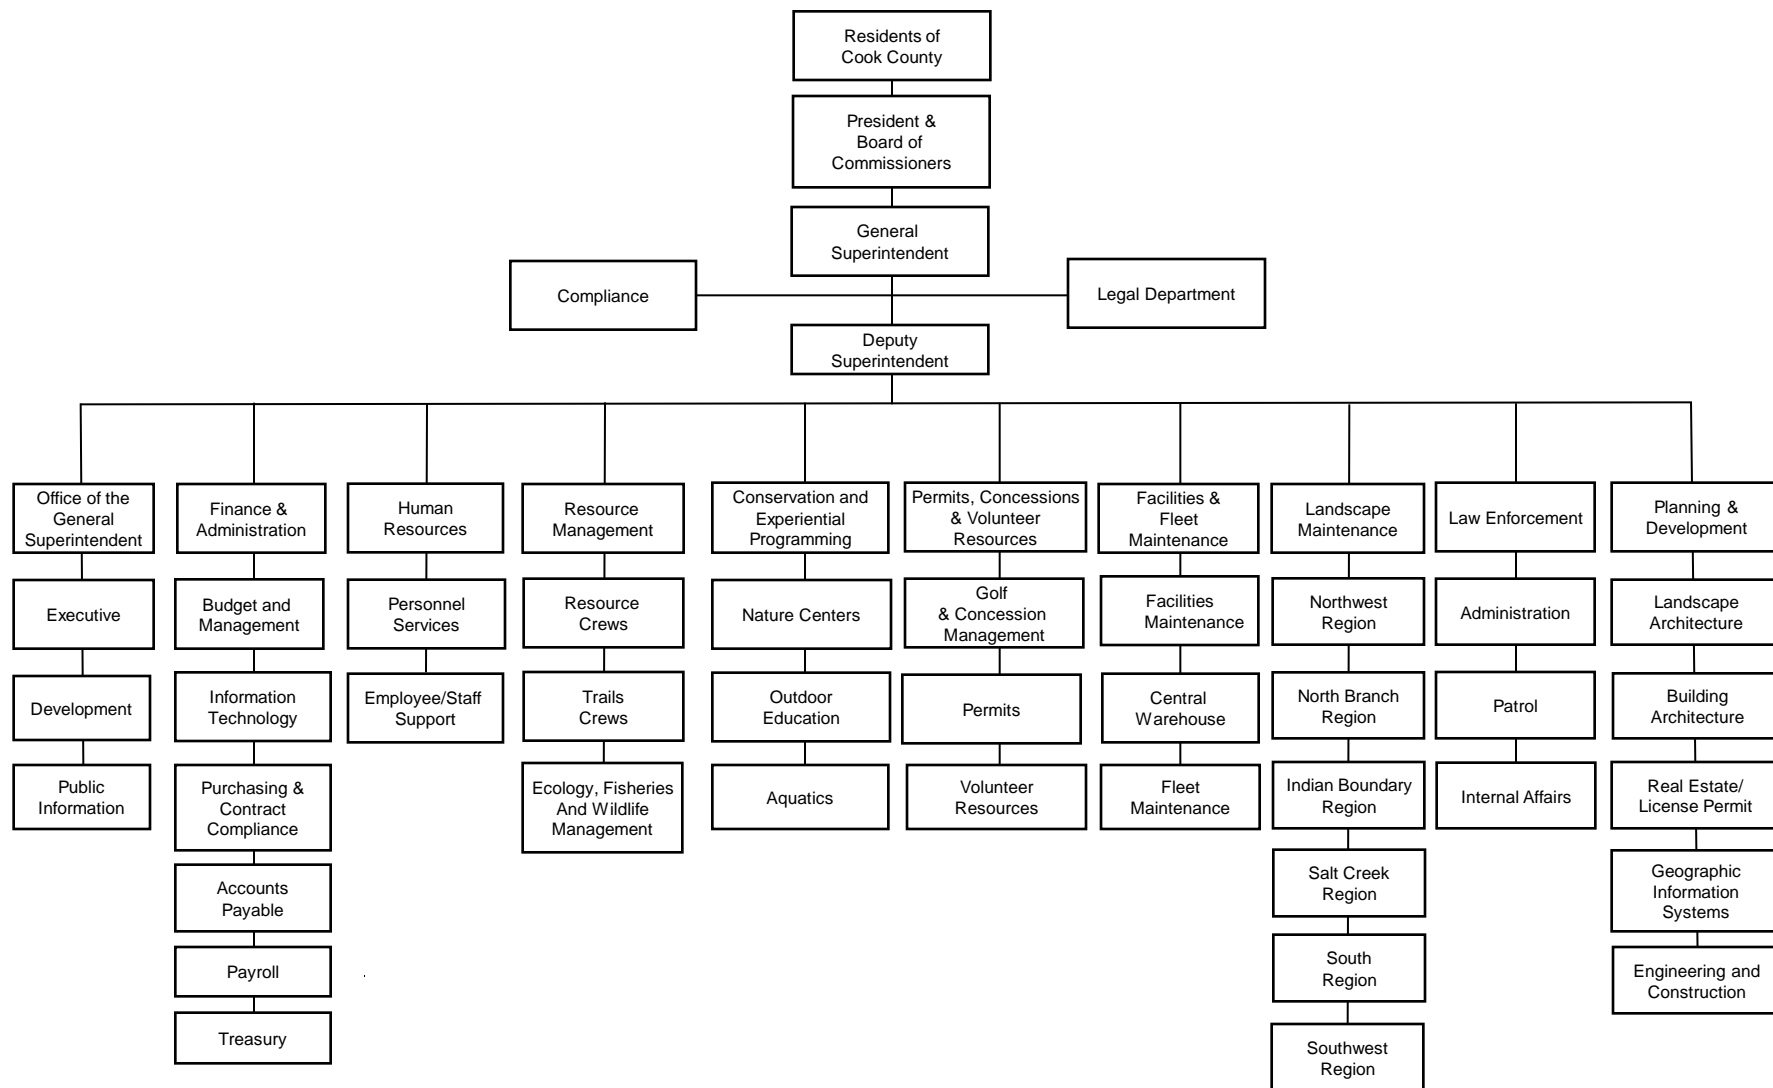 Residents of
Cook County
President &
Board of
Commissioners
General
Superintendent
Compliance
Legal Department
Deputy
Superintendent
Office of the
General
Superintendent
Executive
Development
Public
Information
Finance &
Administration
Budget and
Management
Information
Technology
Purchasing &
Contract
Compliance
Accounts
Payable
Payroll
Treasury
Human
Resources
Personnel
Services
Employee/Staff
Support
Resource
Management
Resource
Crews
Trails
Crews
Ecology, Fisheries
And Wildlife
Management
Conservation and
Experiential
Programming
Nature Centers
Outdoor
Education
Aquatics
Permits, Concessions
& Volunteer
Resources
Golf
& Concession
Management
Permits
Volunteer
Resources
Facilities &
Fleet
Maintenance
Facilities
Maintenance
Central
Warehouse
Fleet
Maintenance
Landscape
Maintenance
Northwest
Region
North Branch
Region
Indian Boundary
Region
Salt Creek
Region
South
Region
Southwest
Region
Law Enforcement
Administration
Patrol
Internal Affairs
Planning &
Development
Landscape
Architecture
Building
Architecture
Real Estate/
License Permit
Geographic
Information
Systems
Engineering and
Construction